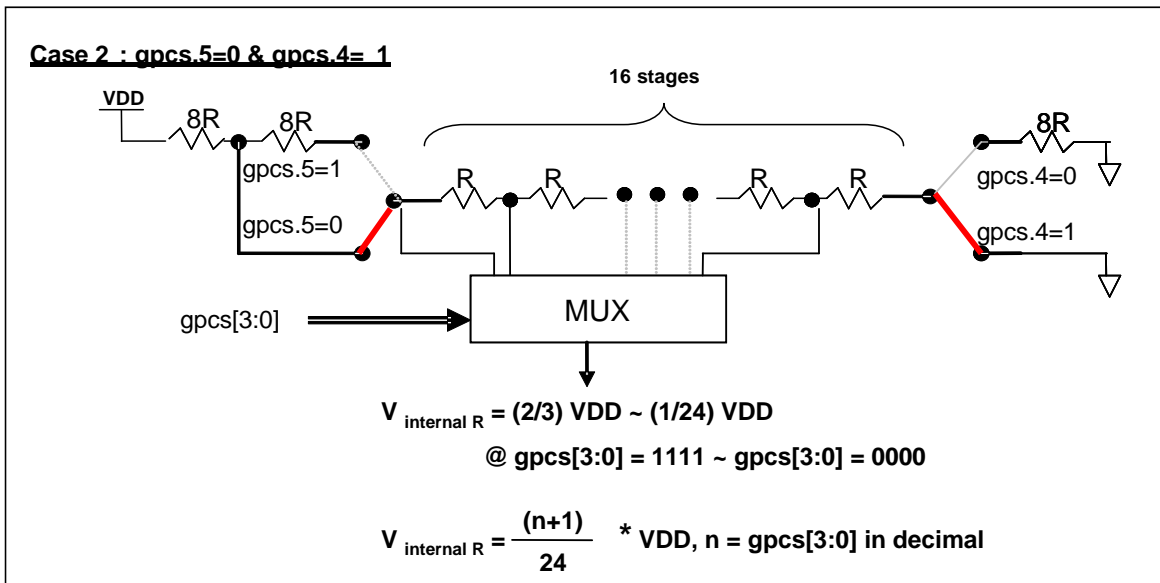 Case 2 : gpcs.5=0 & gpcs.4= 1
16 stages
VDD
8R 8R
8R
gpcs.5=1
R R R R
gpcs.4=0
gpcs.5=0
gpcs.4=1
gpcs[3:0]
MUX
V internal R = (2/3) VDD ~ (1/24) VDD
@ gpcs[3:0] = 1111 ~ gpcs[3:0] = 0000
V internal R = (n+1) / 24 * VDD, n = gpcs[3:0] in decimal